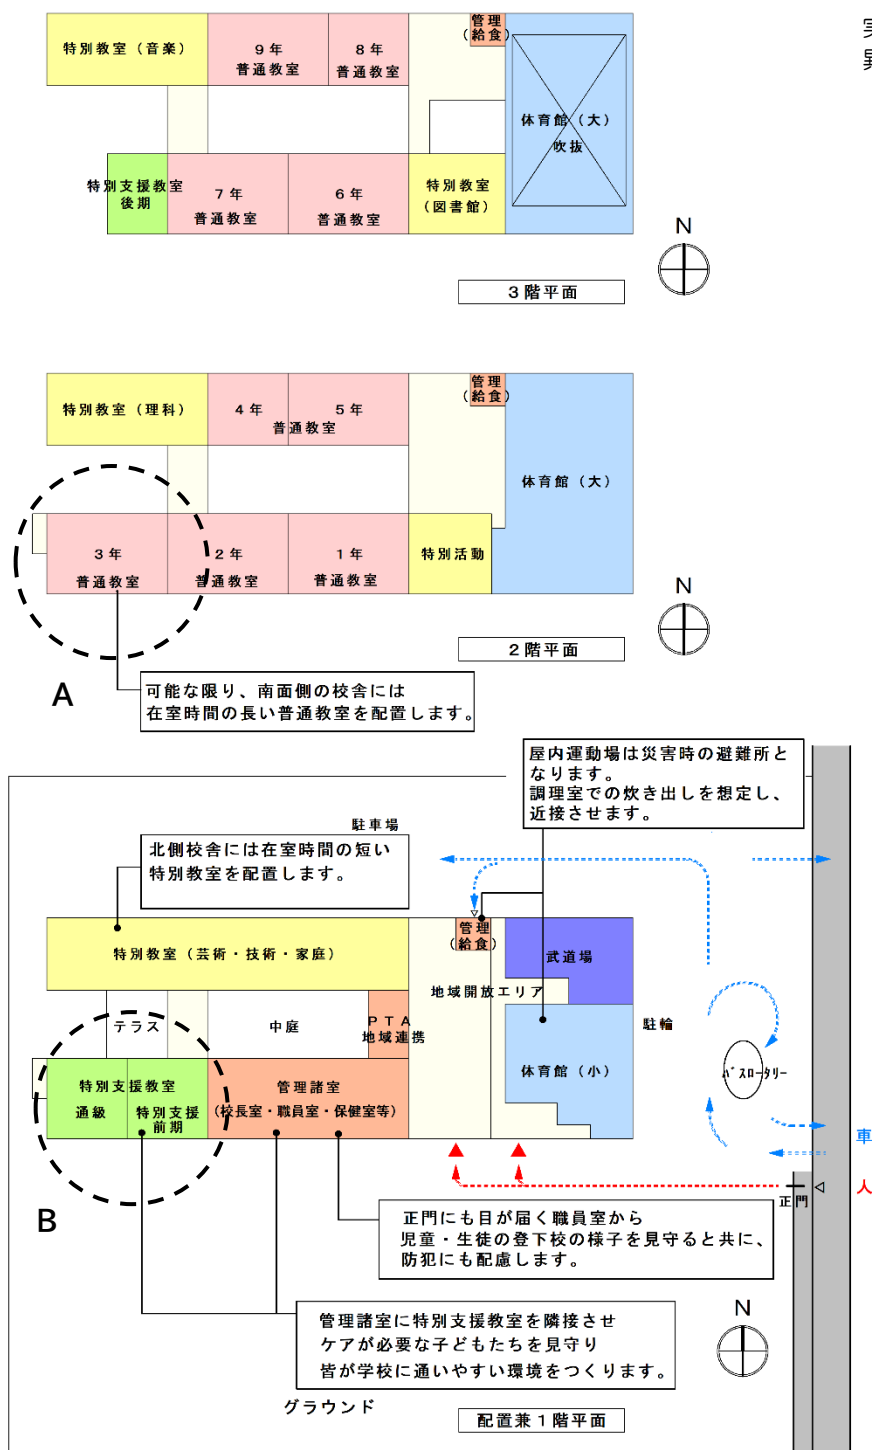 特別教室（音楽）
９年
普通教室
８年
普通教室
管理
(給食)
体育館（大）
吹抜
特別支援教室
後期
７年
普通教室
６年
普通教室
特別教室
(図書館)
N
３階平面
特別教室（理科）
４年
５年
普通教室
管理
(給食)
体育館（大）
３年
普通教室
２年
普通教室
１年
普通教室
特別活動
N
２階平面
A
可能な限り、南面側の校舎には
在室時間の長い普通教室を配置します。
屋内運動場は災害時の避難所と
なります。
調理室での炊き出しを想定し、
近接させます。
駐車場
北側校舎には在室時間の短い
特別教室を配置します。
特別教室（芸術・技術・家庭）
管理
(給食)
武道場
地域開放エリア
テラス
中庭
ＰＴＡ
地域連携
駐輪
体育館（小）
バスロータリー
特別支援教室
通級
特別支援
前期
管理諸室
(校長室・職員室・保健室等)
車
人
正門
B
正門にも目が届く職員室から
児童・生徒の登下校の様子を見守ると共に、
防犯にも配慮します。
管理諸室に特別支援教室を隣接させ
ケアが必要な子どもたちを見守り
皆が学校に通いやすい環境をつくります。
N
グラウンド
配置兼１階平面